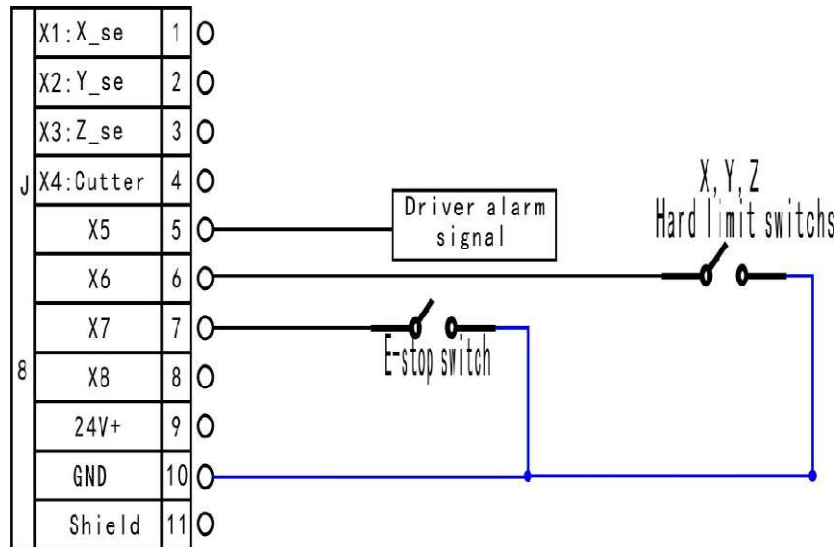 X1:X_se 1
X2:Y_se 2
X3:Z_se 3
J X4:Cutter 4
X5 5
X6 6
X7 7
8 X8 8
24V+ 9
GND 10
Shield 11
Driver alarm
signal
X, Y, Z
Hard limit switchs
E-stop switch